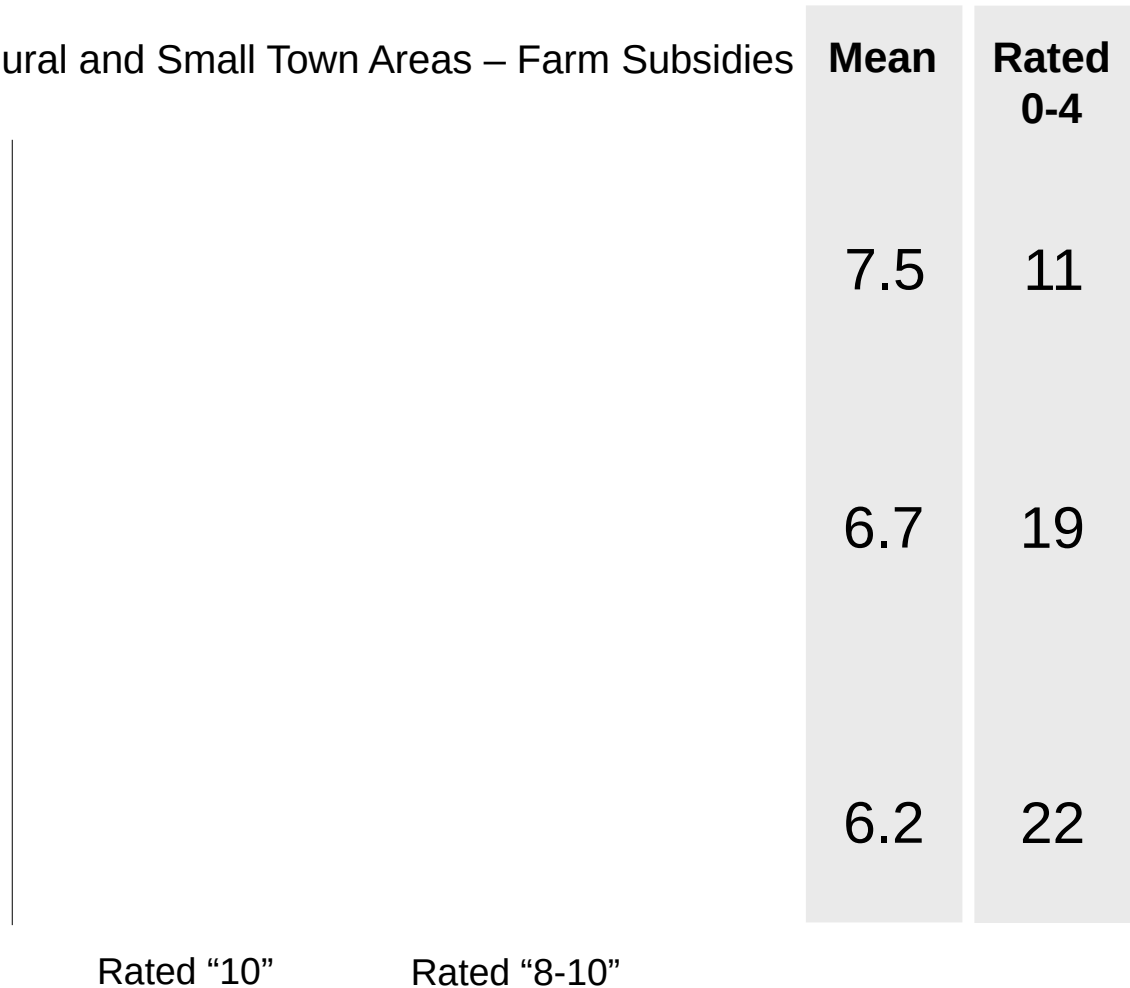 ural and Small Town Areas – Farm Subsidies
Mean
Rated
0-4
7.5
11
6.7
19
6.2
22
Rated “10”
Rated “8-10”